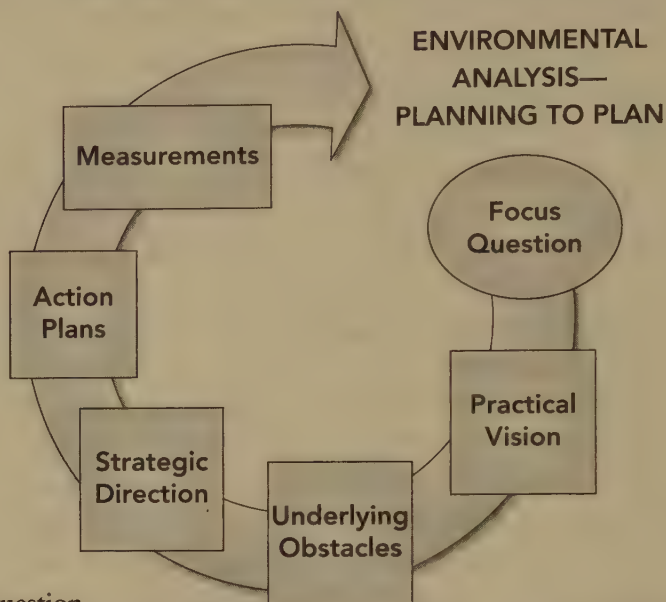 ENVIRONMENTAL
ANALYSIS—
PLANNING TO PLAN
Focus
Question
Practical
Vision
Underlying
Obstacles
Strategic
Direction
Action
Plans
Measurements